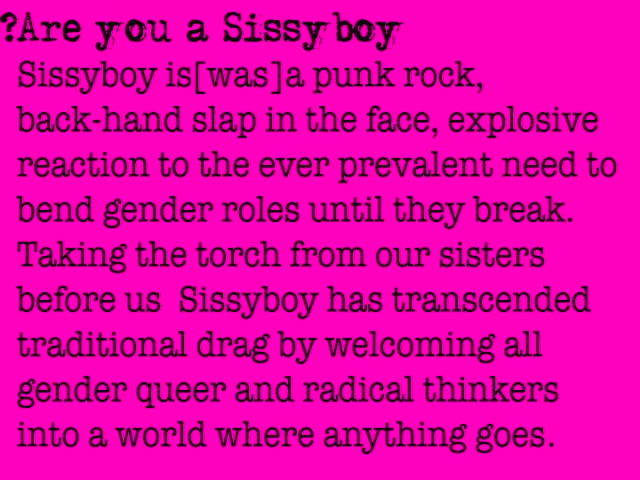 ?Are you a Sissyboy
Sissyboy is[was]a punk rock,
back-hand slap in the face, explosive
reaction to the ever prevalent need to
bend gender roles until they break.
Taking the torch from our sisters
before us  Sissyboy has transcended
traditional drag by welcoming all
gender queer and radical thinkers
into a world where anything goes.